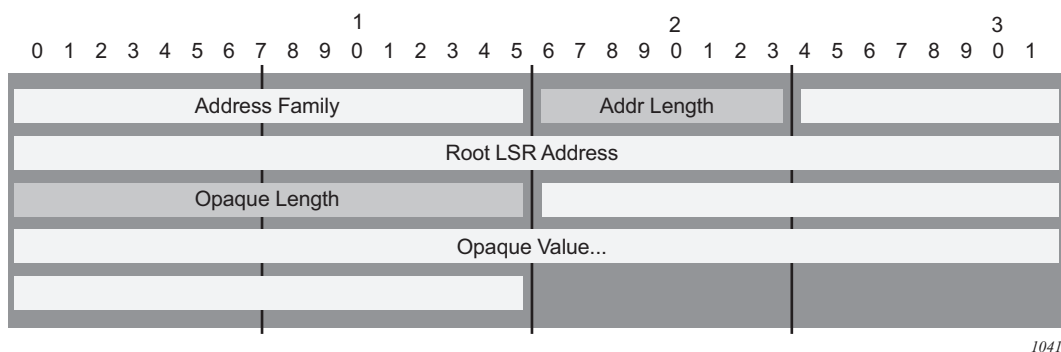 1 2 3
0 1 2 3 4 5 6 7 8 9 0 1 2 3 4 5 6 7 8 9 0 1 2 3 4 5 6 7 8 9 0 1
Address Family Addr Length
Root LSR Address
Opaque Length
Opaque Value...
1041